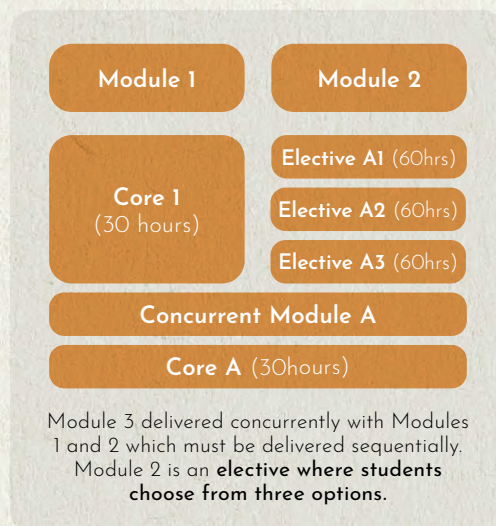 Module 1
Module 2
Core 1
(30 hours)
Elective A1 (60hrs)
Elective A2 (60hrs)
Elective A3 (60hrs)
Concurrent Module A
Core A (30hours)
Module 3 delivered concurrently with Modules
1 and 2 which must be delivered sequentially.
Module 2 is an elective where students
choose from three options.